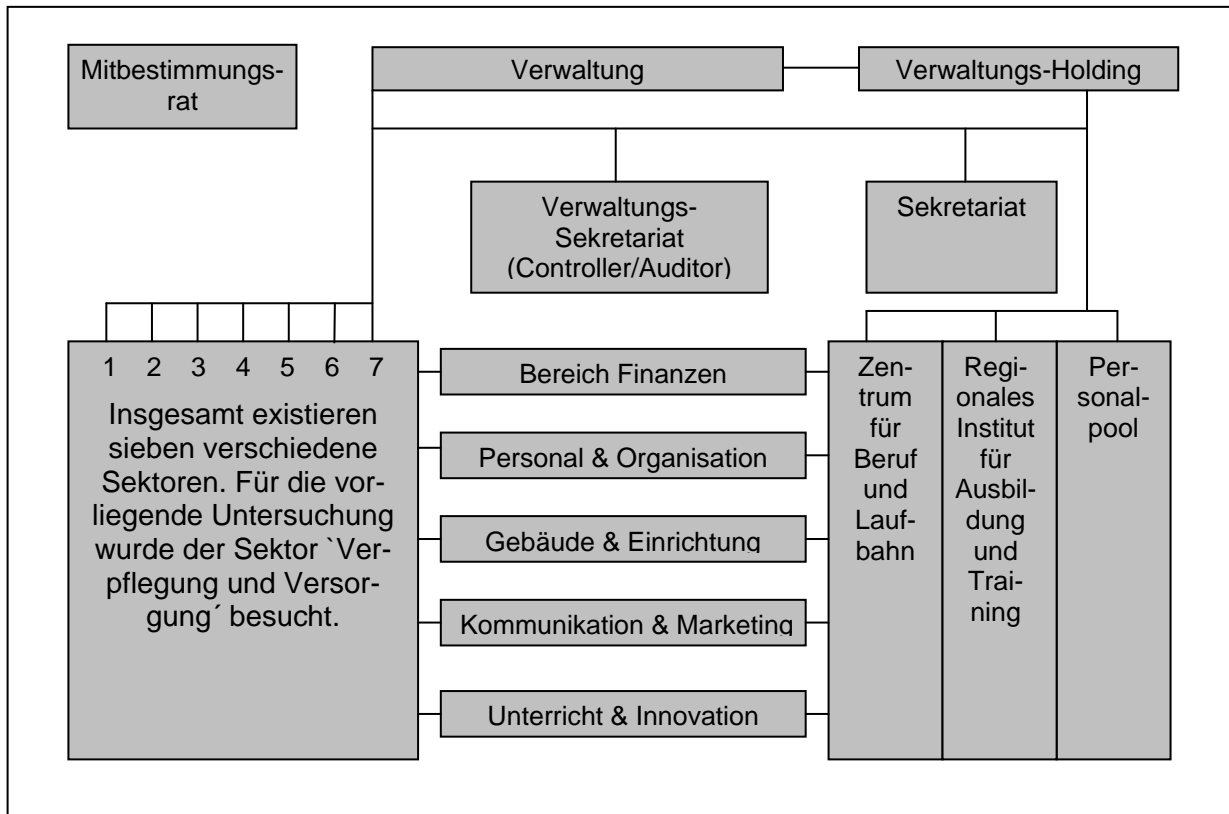 Mitbestimmungs-
rat
Verwaltung
Verwaltungs-Holding
Verwaltungs-
Sekretariat
(Controller/Auditor)
Sekretariat
1 2 3 4 5 6 7
Insgesamt existieren
sieben verschiedene
Sektoren. Für die vor-
liegende Untersuchung
wurde der Sektor `Ver-
pflegung und Versor-
gung´ besucht.
Bereich Finanzen
Personal & Organisation
Gebäude & Einrichtung
Kommunikation & Marketing
Unterricht & Innovation
Zen-
trum
für
Beruf
und
Lauf-
bahn
Regi-
onales
Institut
für
Ausbil-
dung
und
Trai-
ning
Per-
sonal-
pool